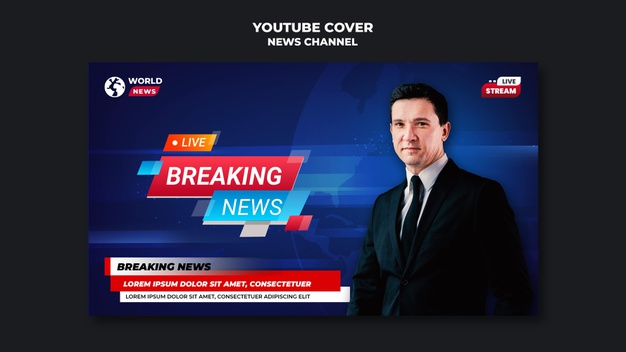 YOUTUBE COVER
NEWS CHANNEL
WORLD
NEWS
LIVE
STREAM
LIVE
BREAKING
NEWS
BREAKING NEWS
LOREM IPSUM DOLOR SIT AMET, CONSECTETUER
LOREM IPSUM DOLOR SIT AMET, CONSECTETUER ADIPISCING ELIT